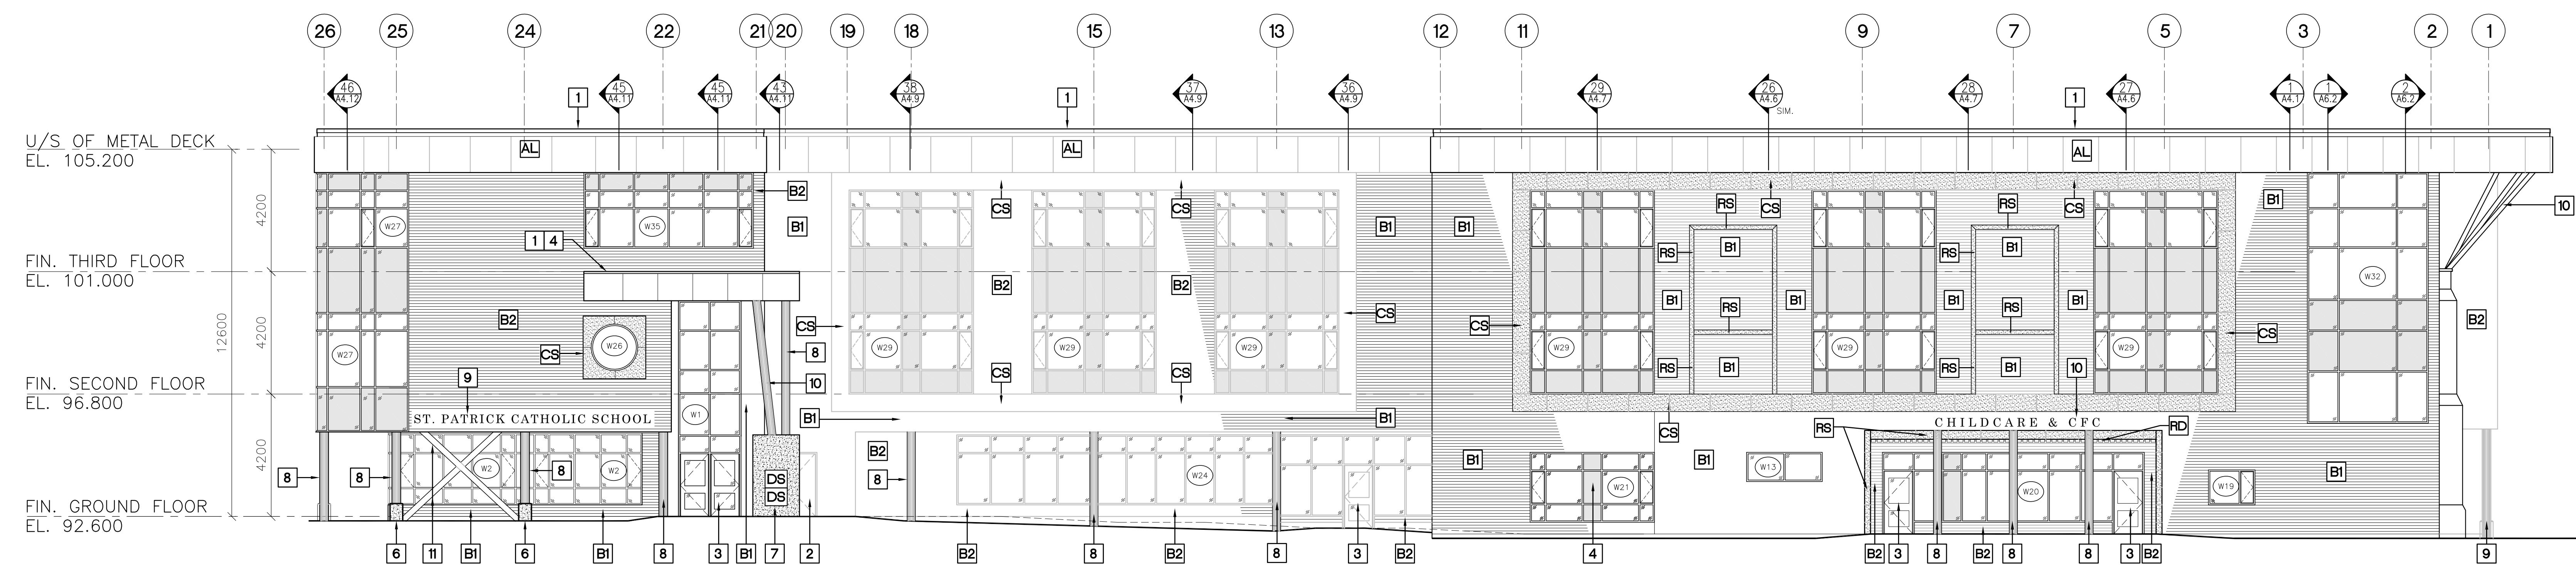 26 25 24 22 21 20 19 18 15 13 12 11 9 7 5 3 2 1
46 A4.12 45 A4.11 45 A4.11 43 A4.11 38 A4.9 37 A4.9 36 A4.9 29 A4.7 26 A4.6 28 A4.7 27 A4.6 1 A4.1 1 A6.2 2 A6.2
SIM.
1 1 1
U/S OF METAL DECK
EL. 105.200
AL AL AL
B2 B1
W27 W35
CS CS CS CS
RS RS
B1 B1 B1 B1 B1
10
1 4
RS RS
FIN. THIRD FLOOR
EL. 101.000
4200
B2 B2 B2
B1 B1 B1 B1
W32
12600
4200
B2
CS CS CS CS
RS RS
B2
W27 CS W26 8
W29 W29 W29 W29 W29 W29
9 10
CS CS
RS B1 RS B1 10
FIN. SECOND FLOOR
EL. 96.800
ST. PATRICK CATHOLIC SCHOOL
W1
B1 B1
CHILDCARE & CFC
CS RS RD
4200
W2 8 W2
B2
B1 B1 B1
W13
8 8 DS DS 8
W24 W21 W20 W19
FIN. GROUND FLOOR
EL. 92.600
6 11 B1 6 B1 8 3 B1 7 2 B2 8 B2 8 3 B2 4 B2 3 8 B2 8 8 3 B2 9